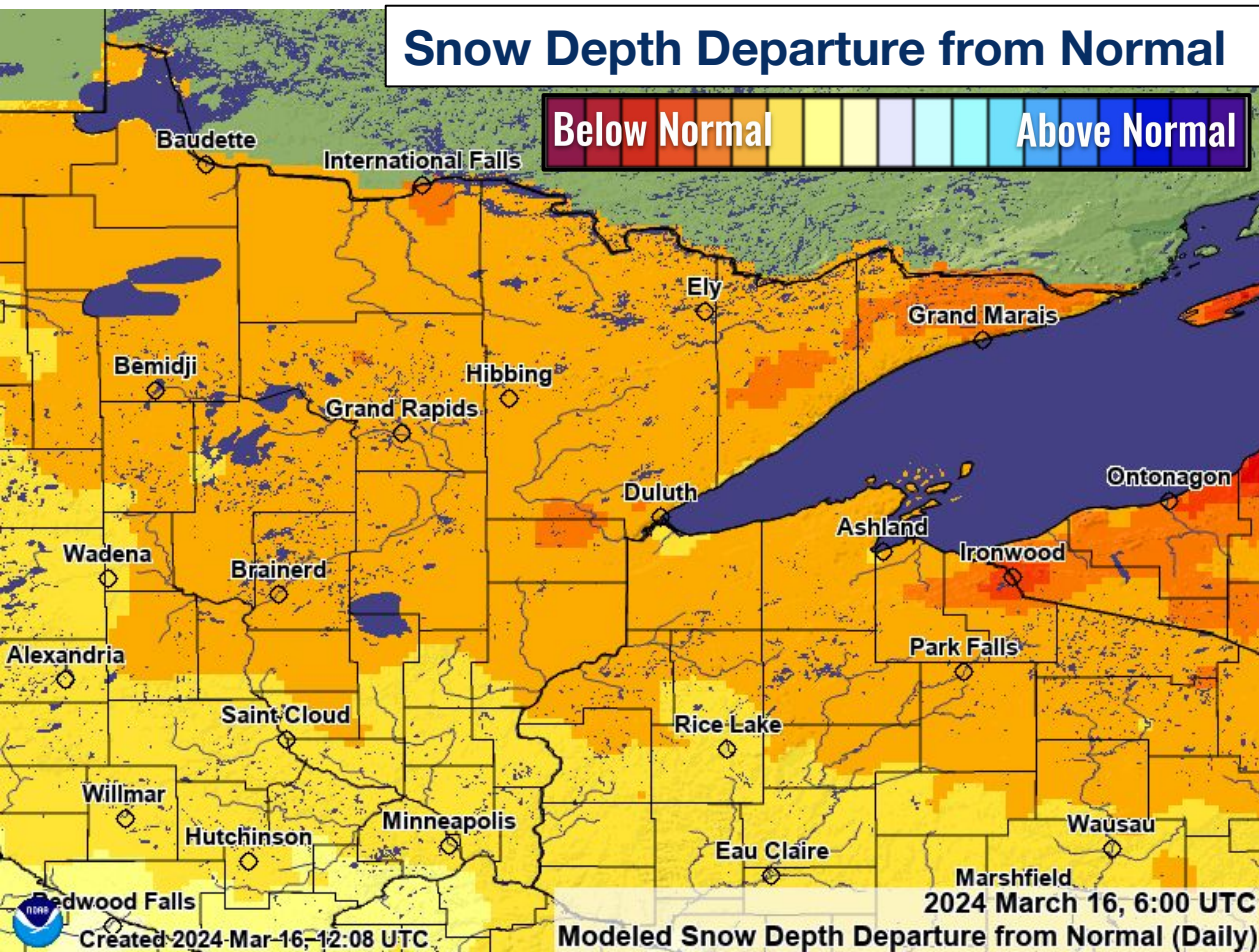 Snow Depth Departure from Normal
Below Normal
Above Normal
Baudette
International Falls
Ely
Grand Marais
Bemidji
Hibbing
Grand Rapids
Duluth
Ontonagon
Ashland
Wadena
Brainerd
Ironwood
Alexandria
Park Falls
Saint Cloud
Rice Lake
Willmar
Hutchinson
Minneapolis
Wausau
Eau Claire
Marshfield
edwood Falls
2024 March 16, 6:00 UTC
NOAA
Created 2024-Mar-16, 12:08 UTC
Modeled Snow Depth Departure from Normal (Daily)